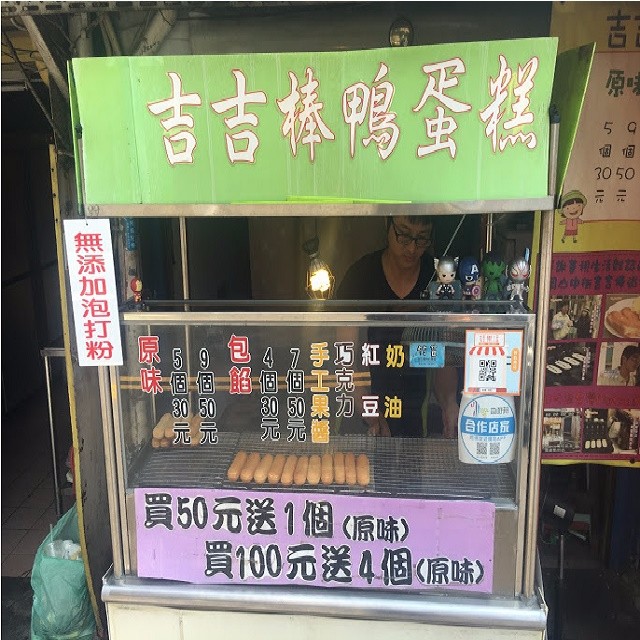 吉吉棒鴨蛋糕
無添加泡打粉
原味
5個30元
9個50元
包餡
4個30元
7個50元
手工果醬
巧克力
紅豆
奶油
合作店家
買50元送1個(原味)
買100元送4個(原味)
吉
原味
5個30元
9個50元